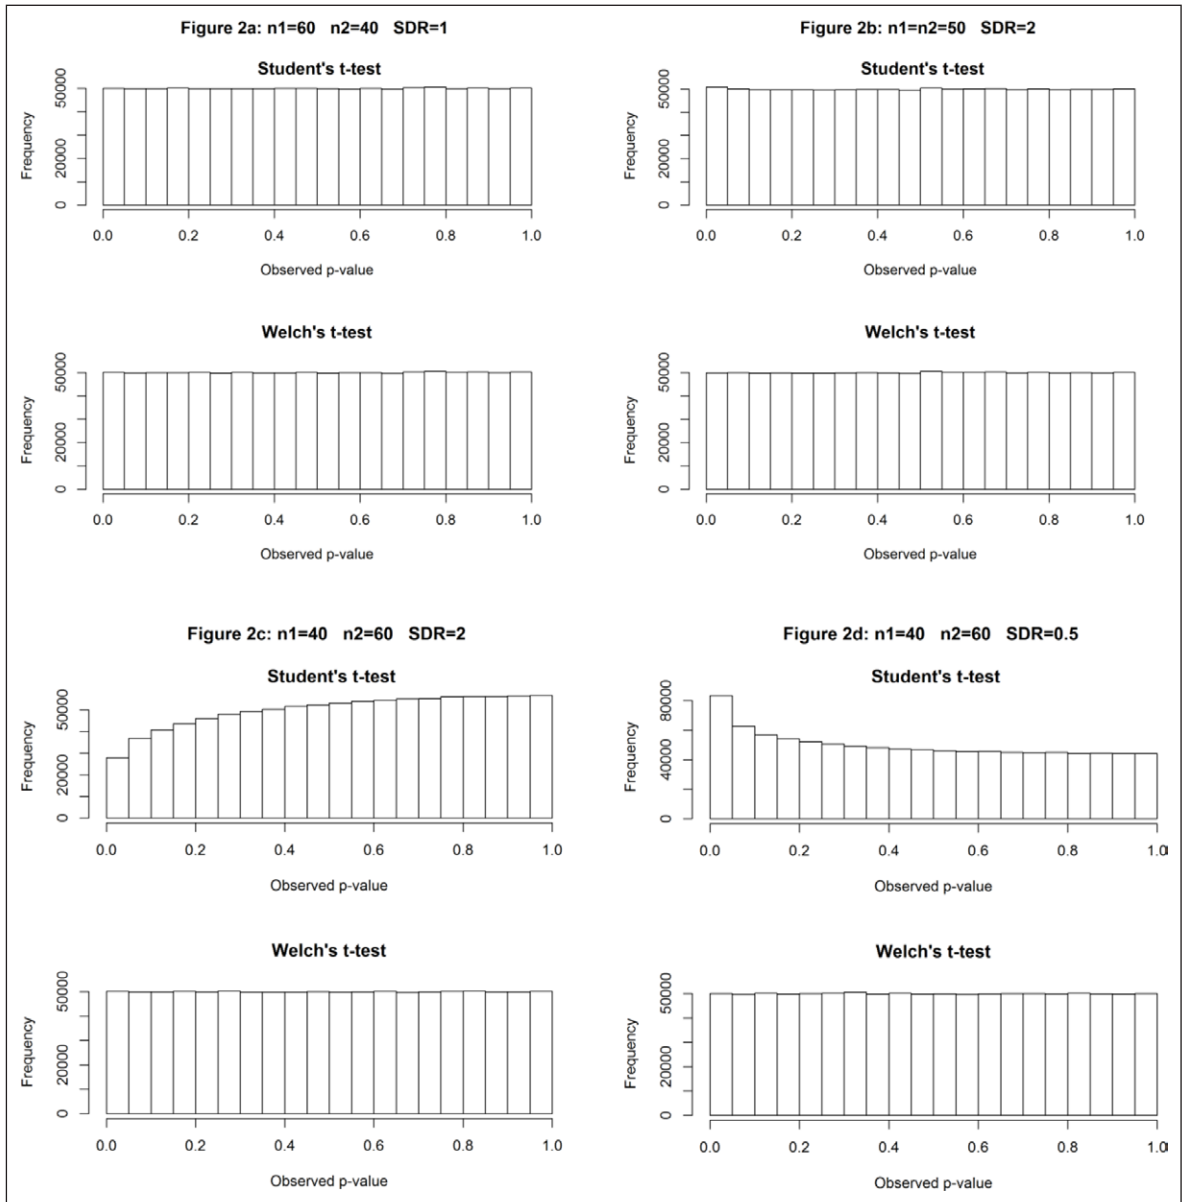 Figure 2a: n1=60 n2=40 SDR=1
Student's t-test
Frequency
50000
20000
0
0.0 0.2 0.4 0.6 0.8 1.0
Observed p-value
Welch's t-test
Frequency
50000
20000
0
0.0 0.2 0.4 0.6 0.8 1.0
Observed p-value
Figure 2b: n1=n2=50 SDR=2
Student's t-test
Frequency
50000
20000
0
0.0 0.2 0.4 0.6 0.8 1.0
Observed p-value
Welch's t-test
Frequency
50000
20000
0
0.0 0.2 0.4 0.6 0.8 1.0
Observed p-value
Figure 2c: n1=40 n2=60 SDR=2
Student's t-test
Frequency
50000
20000
0
0.0 0.2 0.4 0.6 0.8 1.0
Observed p-value
Welch's t-test
Frequency
50000
20000
0
0.0 0.2 0.4 0.6 0.8 1.0
Observed p-value
Figure 2d: n1=40 n2=60 SDR=0.5
Student's t-test
Frequency
80000
40000
0
0.0 0.2 0.4 0.6 0.8 1.0
Observed p-value
Welch's t-test
Frequency
50000
20000
0
0.0 0.2 0.4 0.6 0.8 1.0
Observed p-value